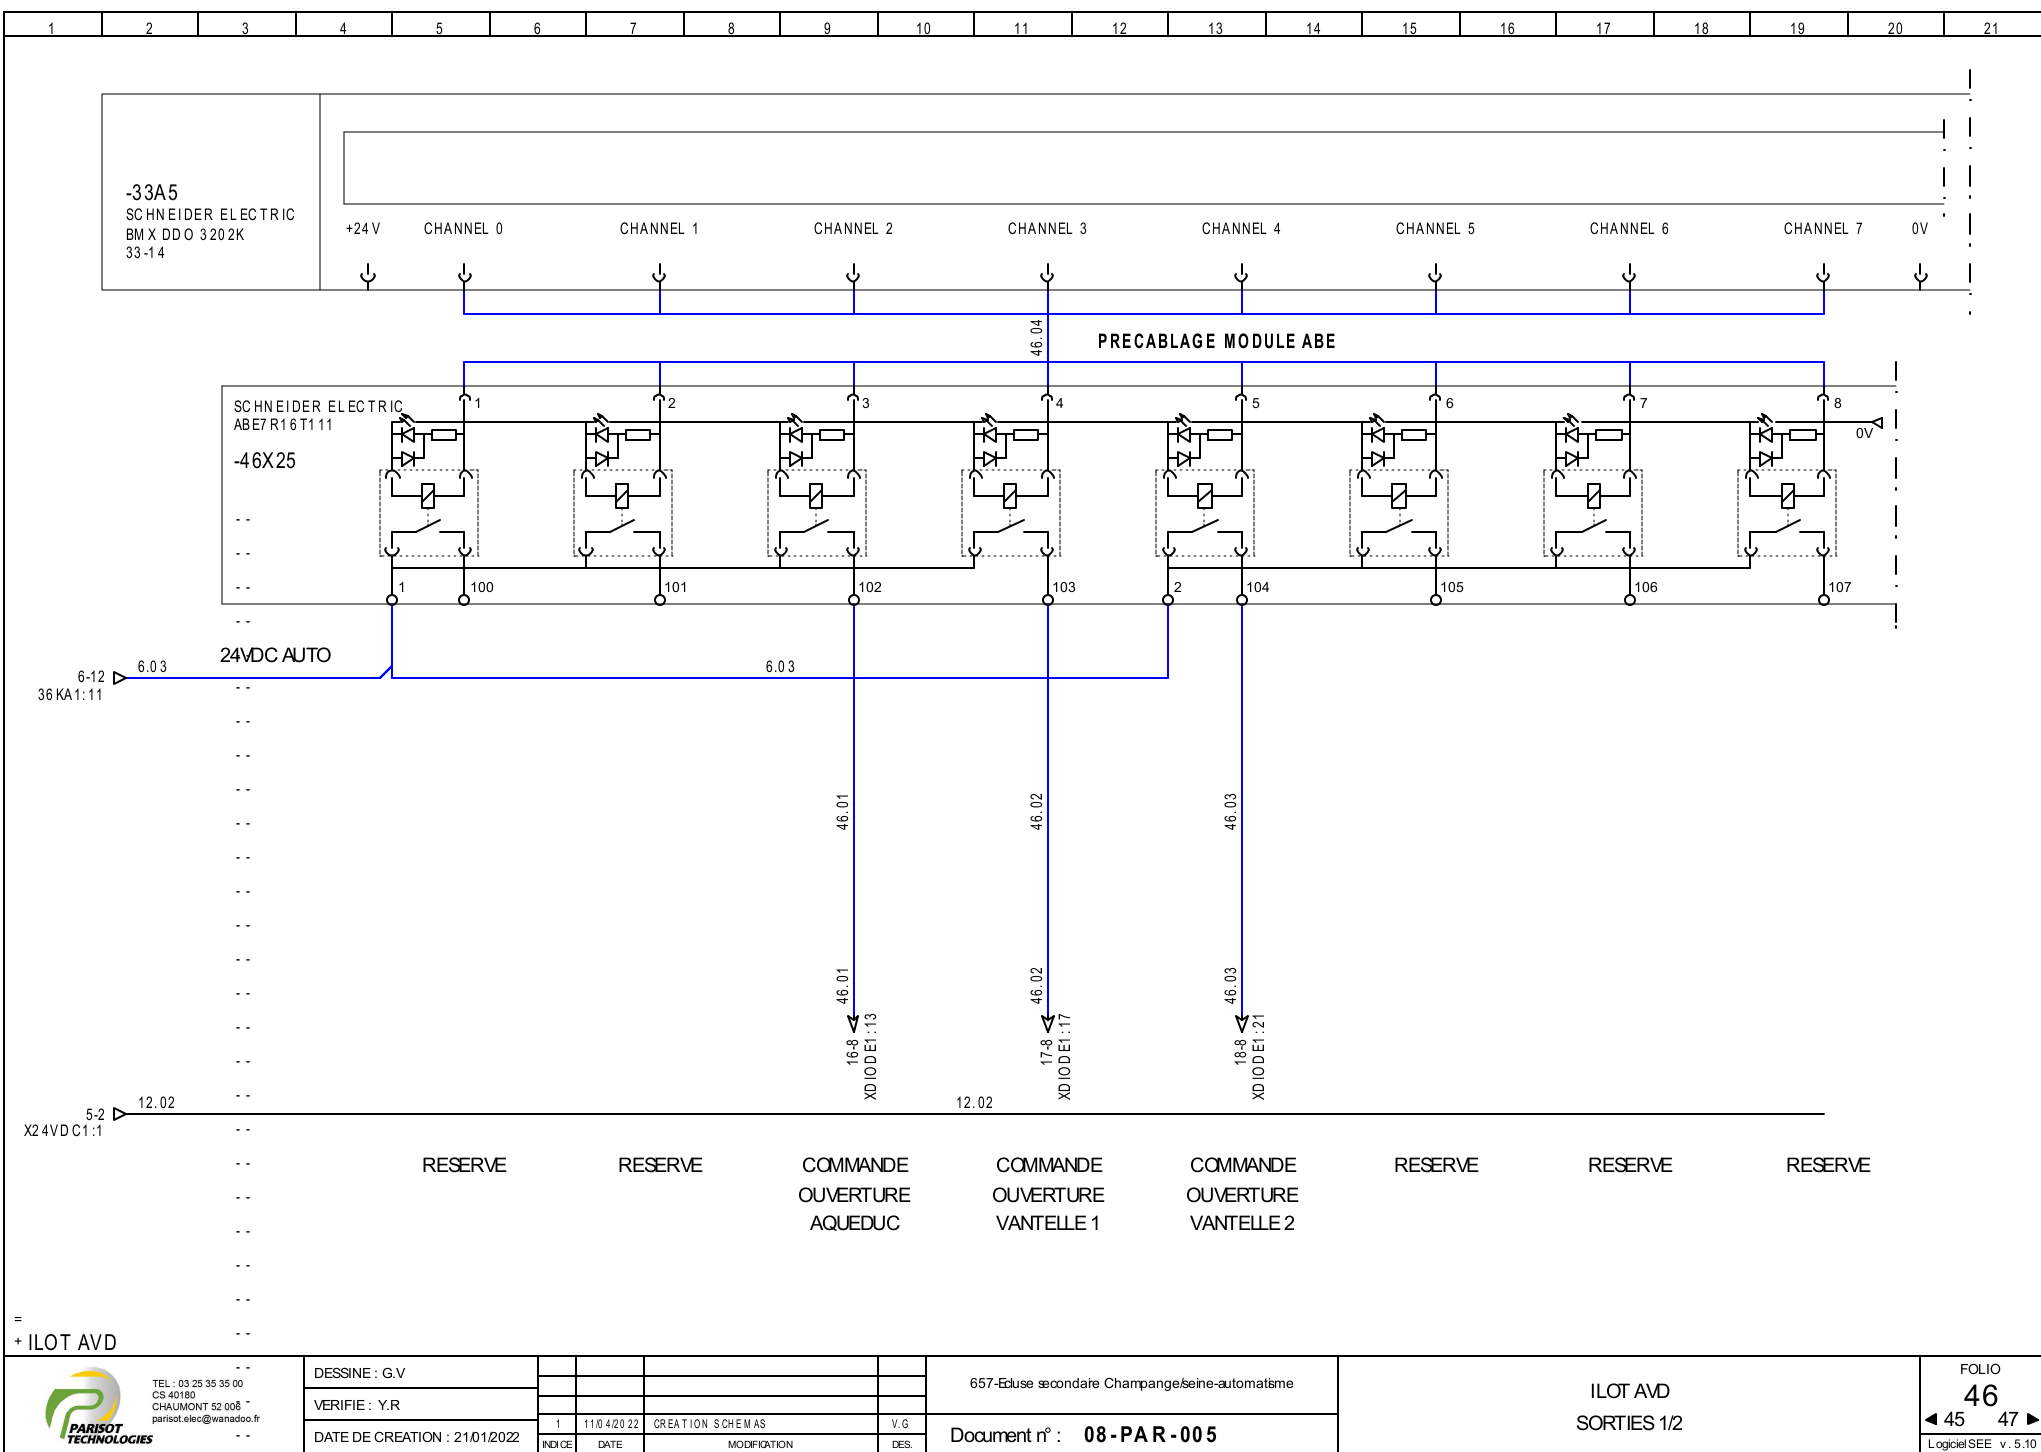 1 2 3 4 5 6 7 8 9 10 11 12 13 14 15 16 17 18 19 20 21
-33A5
SCHNEIDER ELECTRIC
BMX DDO 3202K
33-14
+24V CHANNEL 0 CHANNEL 1 CHANNEL 2 CHANNEL 3 CHANNEL 4 CHANNEL 5 CHANNEL 6 CHANNEL 7 0V
46.04
PRECABLAGE MODULE ABE
SCHNEIDER ELECTRIC
ABE7R16T111
-46X25
1 2 3 4 5 6 7 8
0V
1 100 101 102 103 2 104 105 106 107
24VDC AUTO
6-12
36KA1:11
6.03 6.03
46.01 46.02 46.03
46.01 46.02 46.03
16-8
XDIODE1:13
17-8
XDIODE1:17
18-8
XDIODE1:21
5-2
X24VDC1:1
12.02 12.02
RESERVE
RESERVE
COMMANDE
OUVERTURE
AQUEDUC
COMMANDE
OUVERTURE
VANTELLE 1
COMMANDE
OUVERTURE
VANTELLE 2
RESERVE
RESERVE
RESERVE
=
+ ILOT AVD
PARISOT
TECHNOLOGIES
TEL : 03 25 35 35 00
CS 40180
CHAUMONT 52 006
parisot.elec@wanadoo.fr
DESSINE : G.V
VERIFIE : Y.R
DATE DE CREATION : 21/01/2022
1 11/04/2022 CREATION SCHEMAS V.G
INDICE DATE MODIFICATION DES.
657-Ecluse secondaire Champange/seine-automatisme
Document n° : 08-PAR-005
ILOT AVD
SORTIES 1/2
FOLIO
46
45 47
Logiciel SEE v.5.10